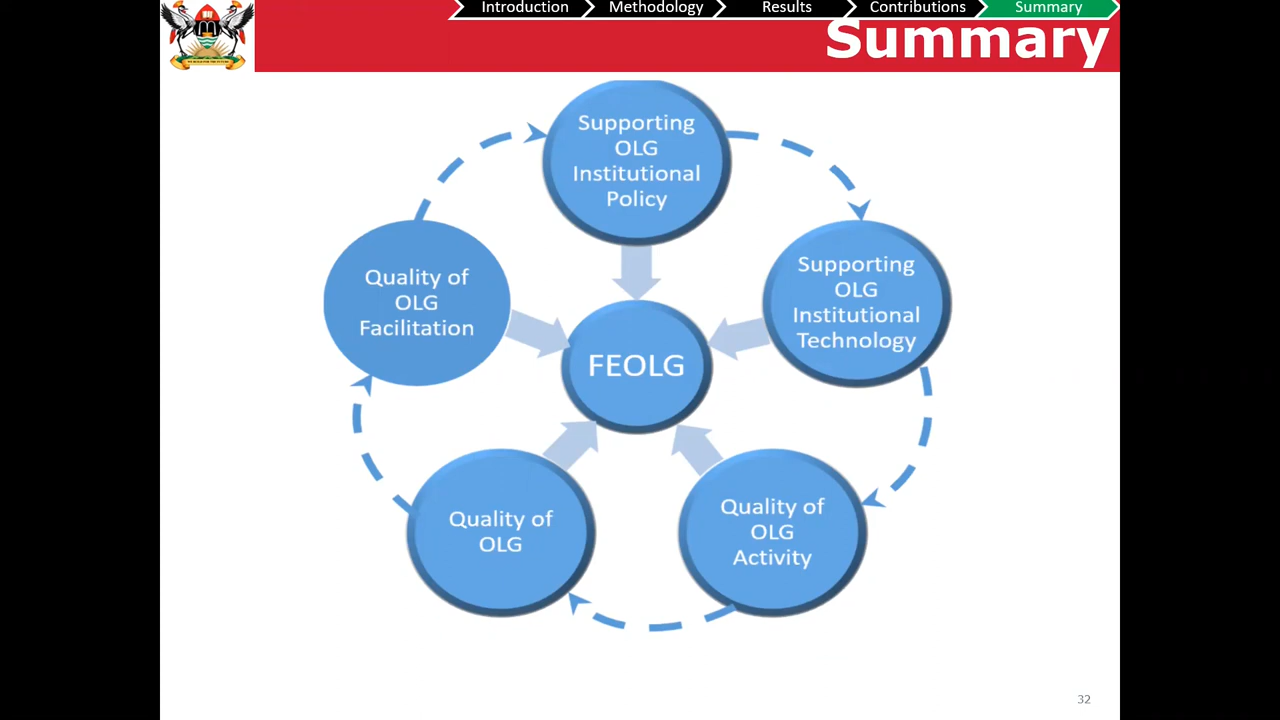 Introduction
Methodology
Results
Contributions
Summary
Summary
Supporting
OLG
Institutional
Policy
Supporting
OLG
Institutional
Technology
Quality of
OLG
Facilitation
FEOLG
Quality of
OLG
Quality of
OLG
Activity
32